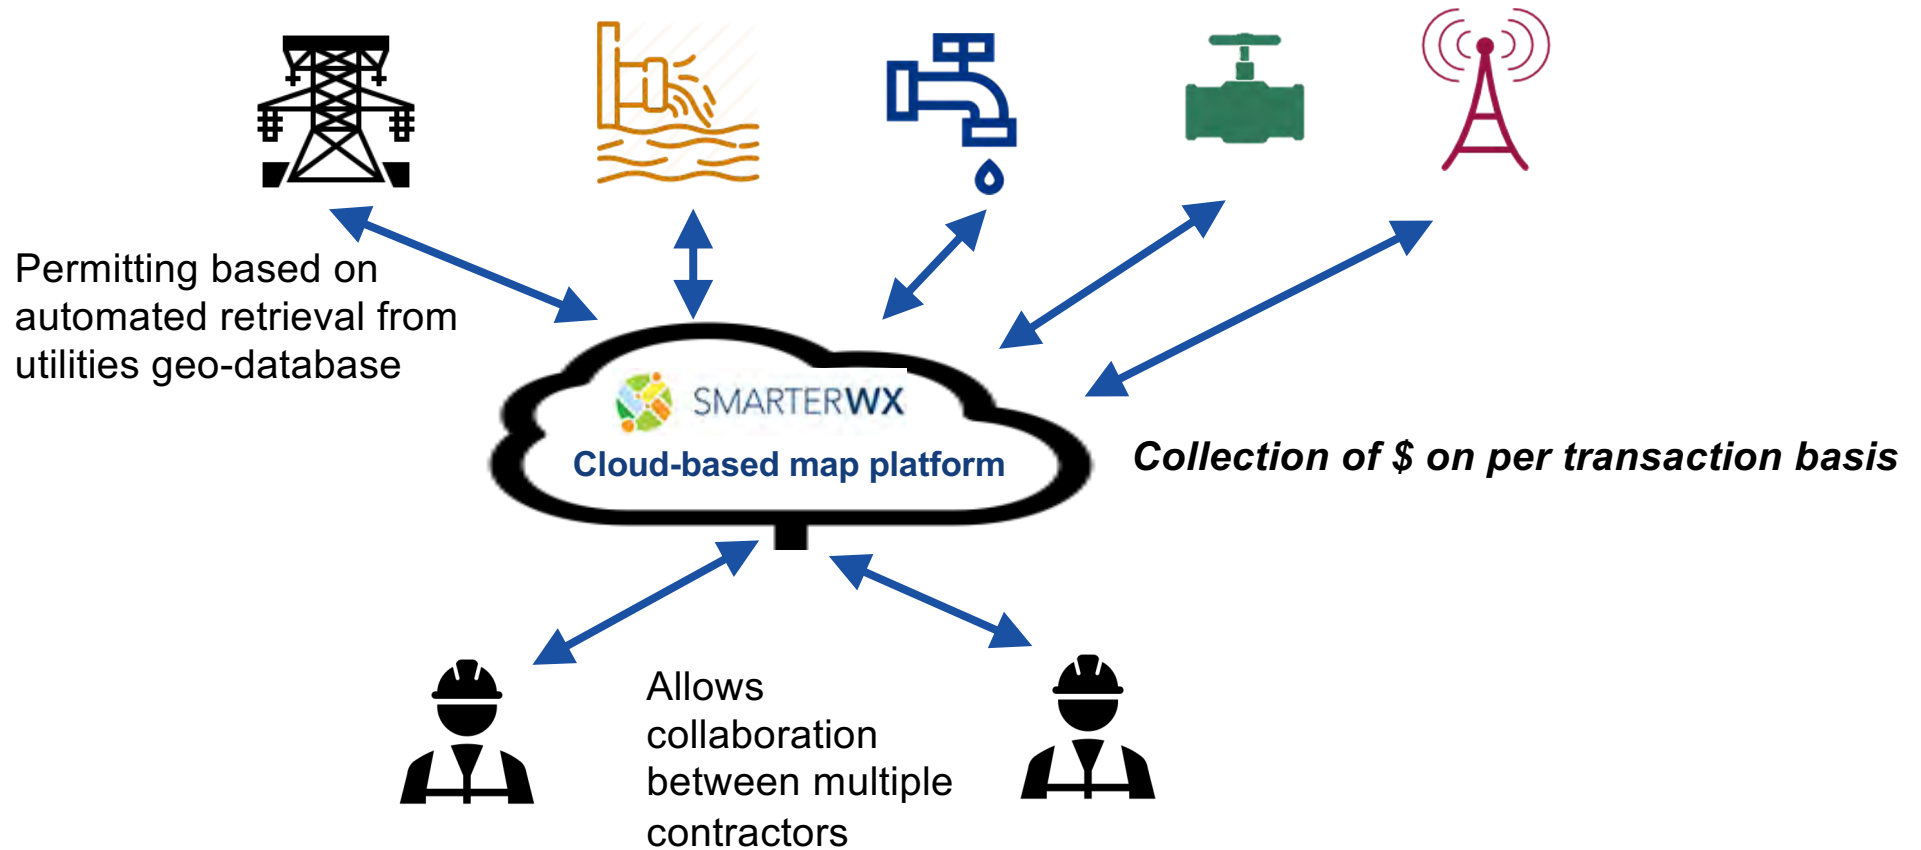 Permitting based on
automated retrieval from
utilities geo-database
SMARTERWX
Cloud-based map platform
Collection of $ on per transaction basis
Allows
collaboration
between multiple
contractors